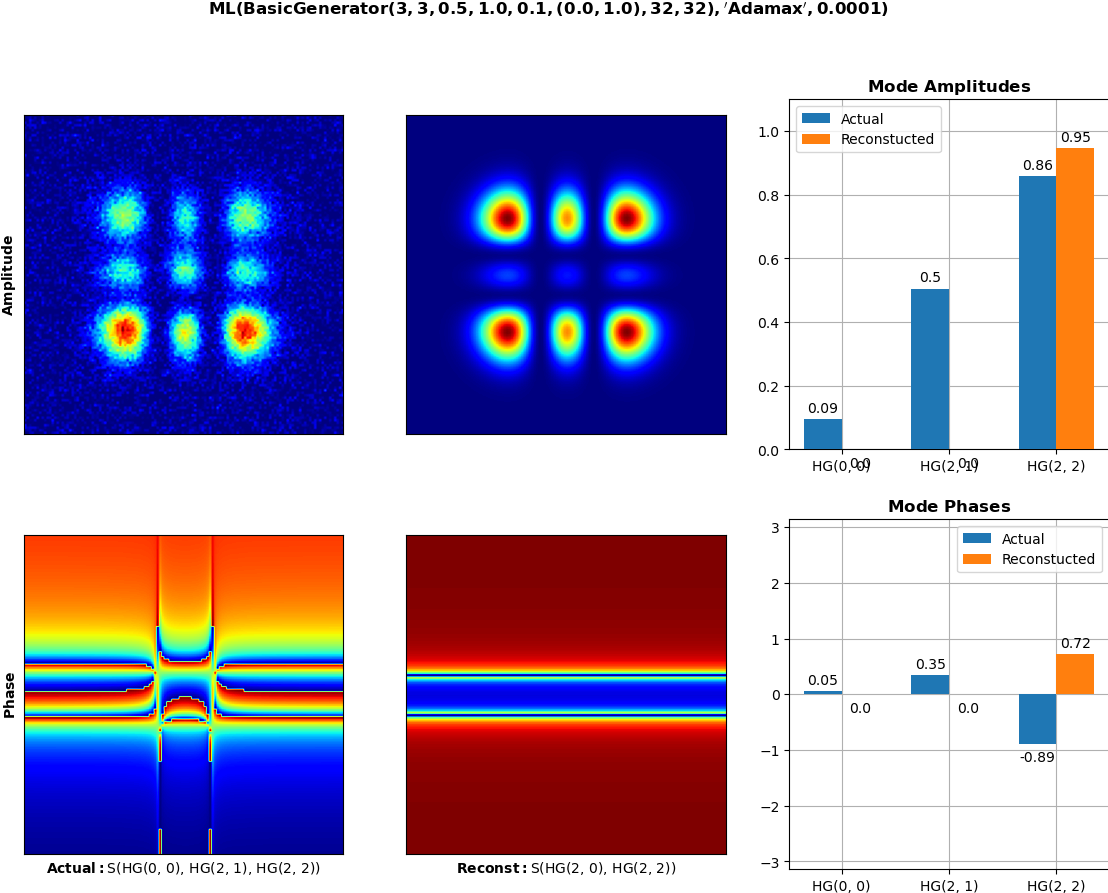 ML(BasicGenerator(3, 3, 0.5, 1.0, 0.1, (0.0, 1.0), 32, 32), ′Adamax′, 0.0001)
Amplitude
Mode Amplitudes
Actual
Reconstucted
1.0
0.8
0.6
0.4
0.2
0.0
0.09
0.0
0.5
0.0
0.86
0.95
HG(0, 0)
HG(2, 1)
HG(2, 2)
Phase
Actual: S(HG(0, 0), HG(2, 1), HG(2, 2))
Reconst: S(HG(2, 0), HG(2, 2))
Mode Phases
Actual
Reconstucted
3
2
1
0
−1
−2
−3
0.05
0.0
0.35
0.0
-0.89
0.72
HG(0, 0)
HG(2, 1)
HG(2, 2)